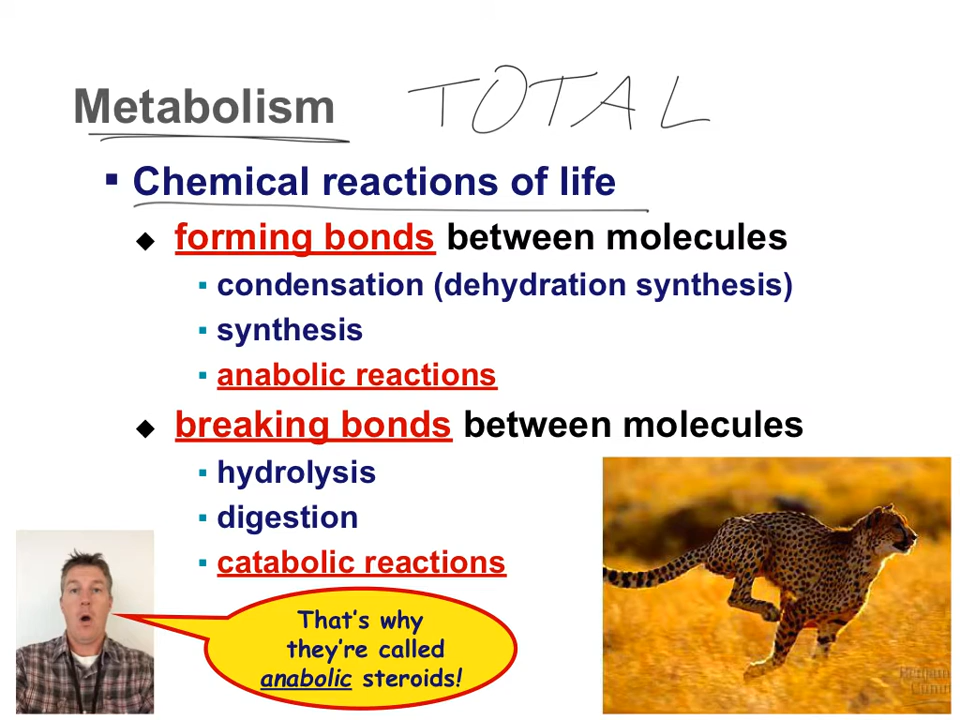 Metabolism TOTAL
▪ Chemical reactions of life
◆ forming bonds between molecules
▪ condensation (dehydration synthesis)
▪ synthesis
▪ anabolic reactions
◆ breaking bonds between molecules
▪ hydrolysis
▪ digestion
▪ catabolic reactions
That's why
they're called
anabolic steroids!